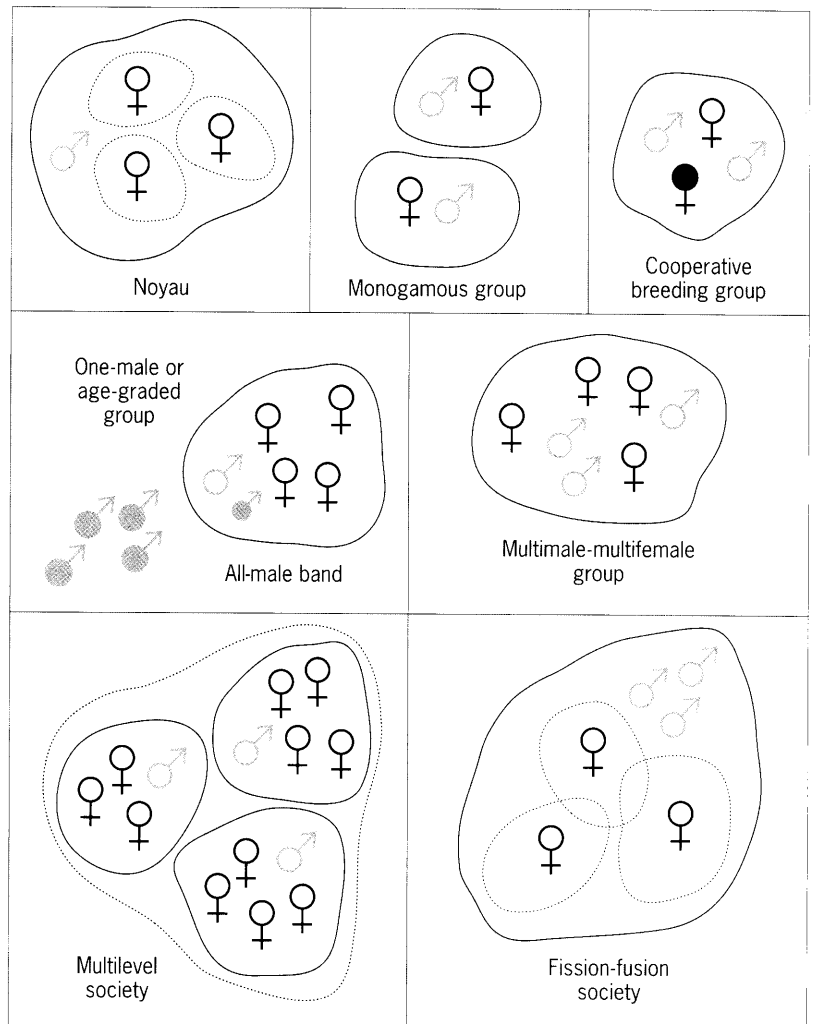 Noyau
Monogamous group
Cooperative
breeding group
One-male or
age-graded
group
All-male band
Multimale-multifemale
group
Multilevel
society
Fission-fusion
society